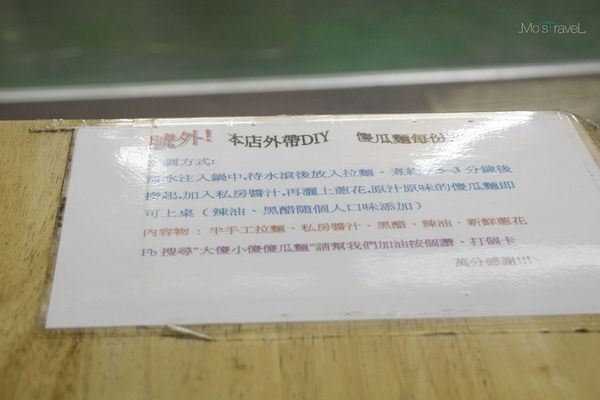 Mo's TraveL
號外! 本店外帶DIY 傻瓜麵每份
調方式:
水注入鍋中,待水滾後放入拉麵。煮約2.5-3分鐘後
撈起,加入私房醬汁,再灑上蔥花,原汁原味的傻瓜麵即
可上桌(辣油、黑醋隨個人口味添加)
內容物:半手工拉麵、私房醬汁、黑醋、辣油、新鮮蔥花
Fb搜尋"大傻小傻傻瓜麵"請幫我們加油按個讚、打個卡
萬分感謝!!!